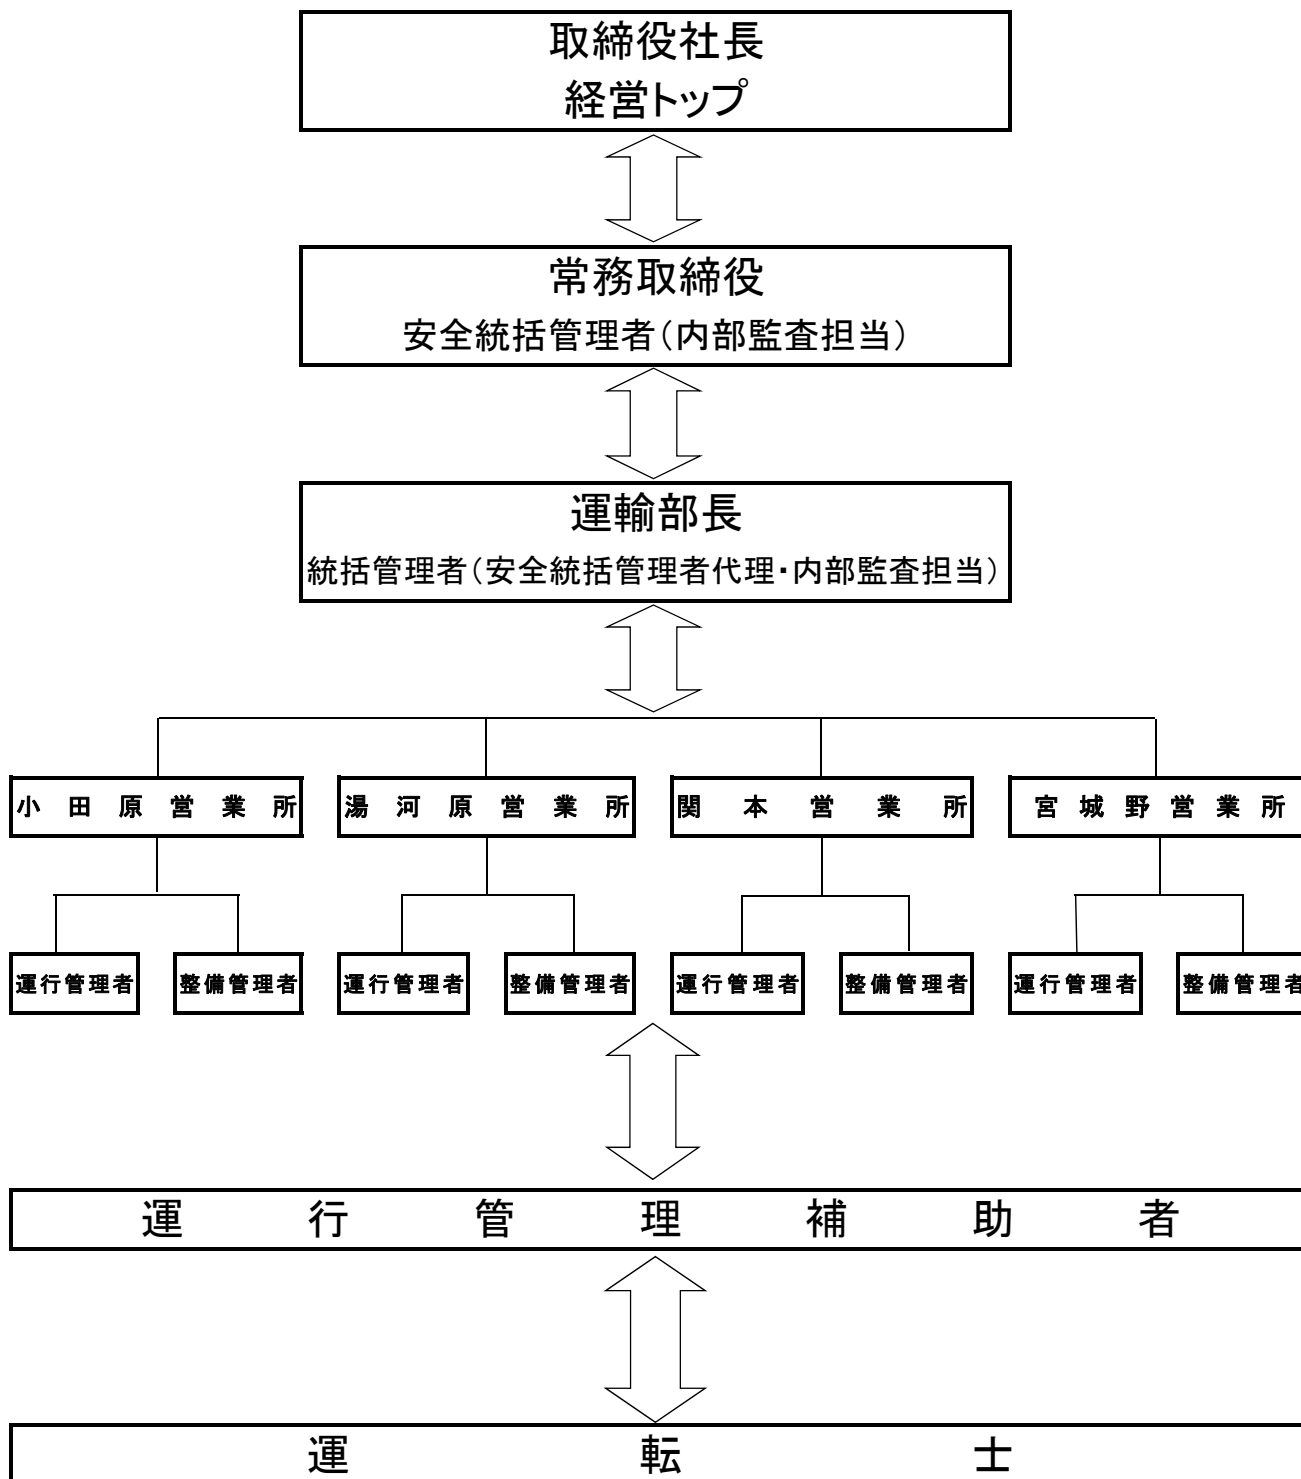 取締役社長
経営トップ
常務取締役
安全統括管理者（内部監査担当）
運輸部長
統括管理者（安全統括管理者代理・内部監査担当）
小田原営業所
湯河原営業所
関本営業所
宮城野営業所
運行管理者
整備管理者
運行管理者
整備管理者
運行管理者
整備管理者
運行管理者
整備管理者
運行管理補助者
運転士